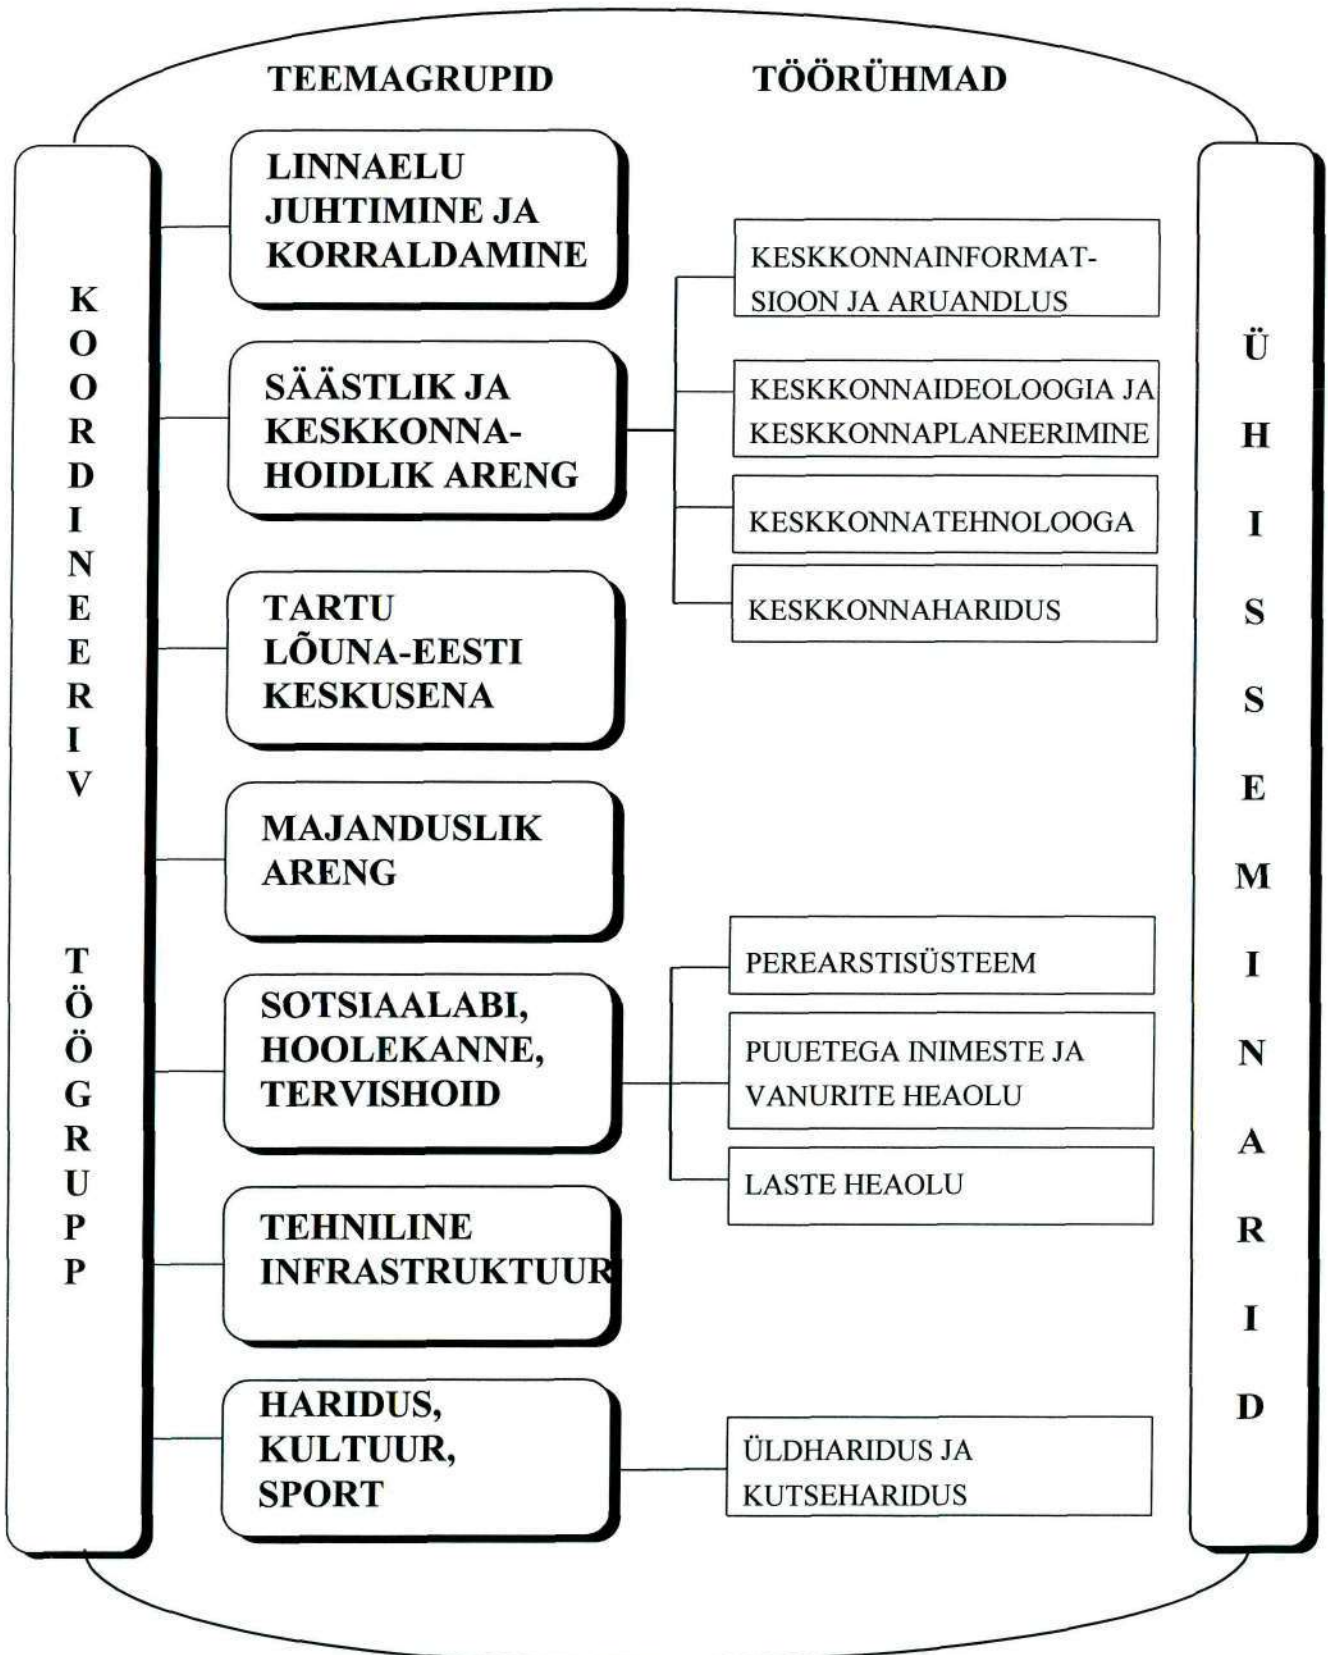 TEEMAGRUPID
TÖÖRÜHMAD
KOORDINEERIV TÖÖGRUPP
LINNAELU
JUHTIMINE JA
KORRALDAMINE
SÄÄSTLIK JA
KESKKONNA-
HOIDLIK ARENG
KESKKONNAINFORMAT-
SIOON JA ARUANDLUS
KESKKONNAIDEOLOOGIA JA
KESKKONNAPLANEERIMINE
KESKKONNATEHNOLOOGA
KESKKONNAHARIDUS
TARTU
LÕUNA-EESTI
KESKUSENA
MAJANDUSLIK
ARENG
SOTSIAALABI,
HOOLEKANNE,
TERVISHOID
PEREARSTISÜSTEEM
PUUETEGA INIMESTE JA
VANURITE HEAOLU
LASTE HEAOLU
TEHNILINE
INFRASTRUKTUUR
HARIDUS,
KULTUUR,
SPORT
ÜLDHARIDUS JA
KUTSEHARIDUS
ÜHISSEMINARID